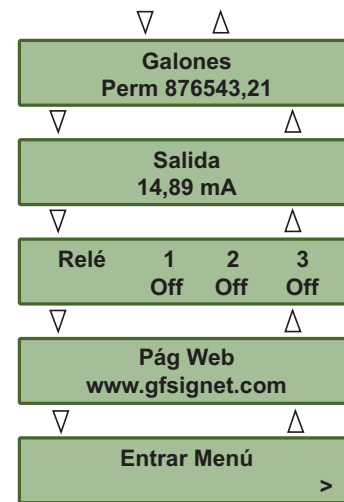 Galones
Perm 876543,21
Salida
14,89 mA
Relé 1 2 3
Off Off Off
Pág Web
www.gfsignet.com
Entrar Menú
>